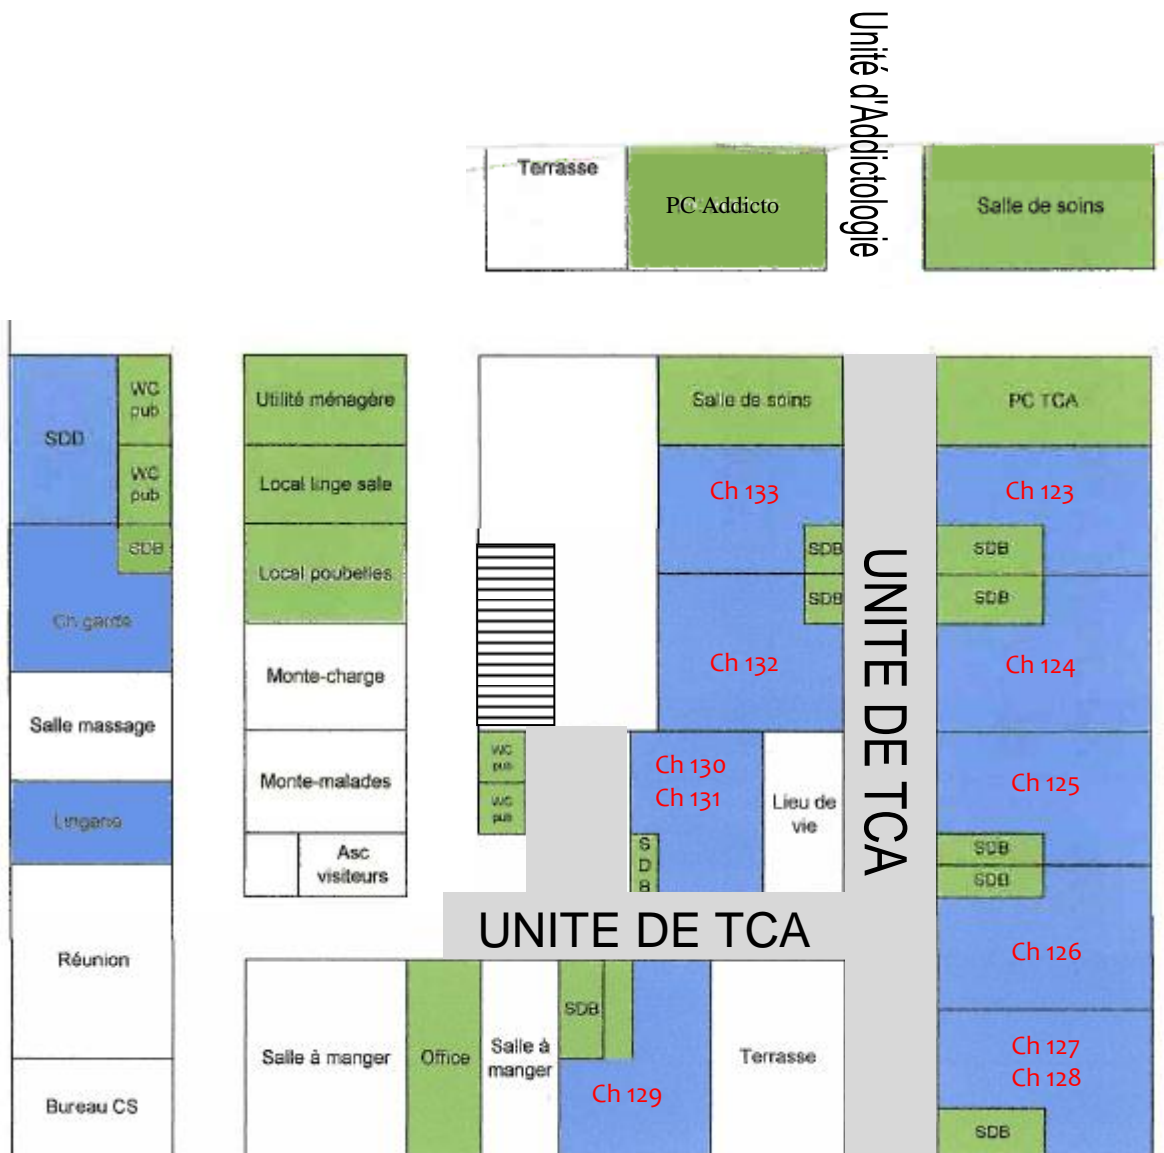 Unité d'Addictologie
Terrasse
PC Addicto
Salle de soins
SDD
WC
pub
WC
pub
SDB
Ch garde
Salle massage
Lingerie
Réunion
Bureau CS
Utilité ménagère
Local linge sale
Local poubelles
Monte-charge
Monte-malades
Asc
visiteurs
Salle de soins
Ch 133
SDB
SDB
Ch 132
WC
pub
WC
pub
Ch 130
Ch 131
SDB
Lieu de
vie
UNITE DE TCA
PC TCA
Ch 123
SDB
SDB
Ch 124
Ch 125
SDB
SDB
Ch 126
Ch 127
Ch 128
SDB
UNITE DE TCA
Salle à manger
Office
Salle à
manger
SDB
Ch 129
Terrasse